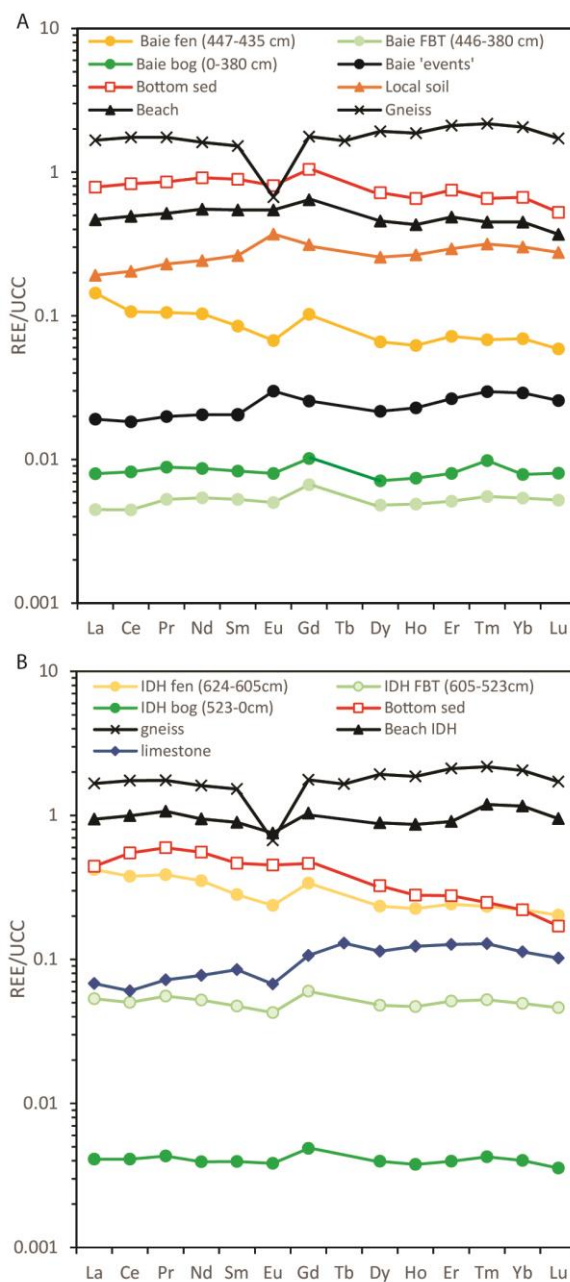 A
Baie fen (447-435 cm) Baie FBT (446-380 cm)
Baie bog (0-380 cm) Baie 'events'
Bottom sed Local soil
Beach Gneiss
10
1
0.1
0.01
0.001
REE/UCC
La Ce Pr Nd Sm Eu Gd Tb Dy Ho Er Tm Yb Lu
B
IDH fen (624-605cm) IDH FBT (605-523cm)
IDH bog (523-0cm) Bottom sed
gneiss Beach IDH
limestone
10
1
0.1
0.01
0.001
REE/UCC
La Ce Pr Nd Sm Eu Gd Tb Dy Ho Er Tm Yb Lu